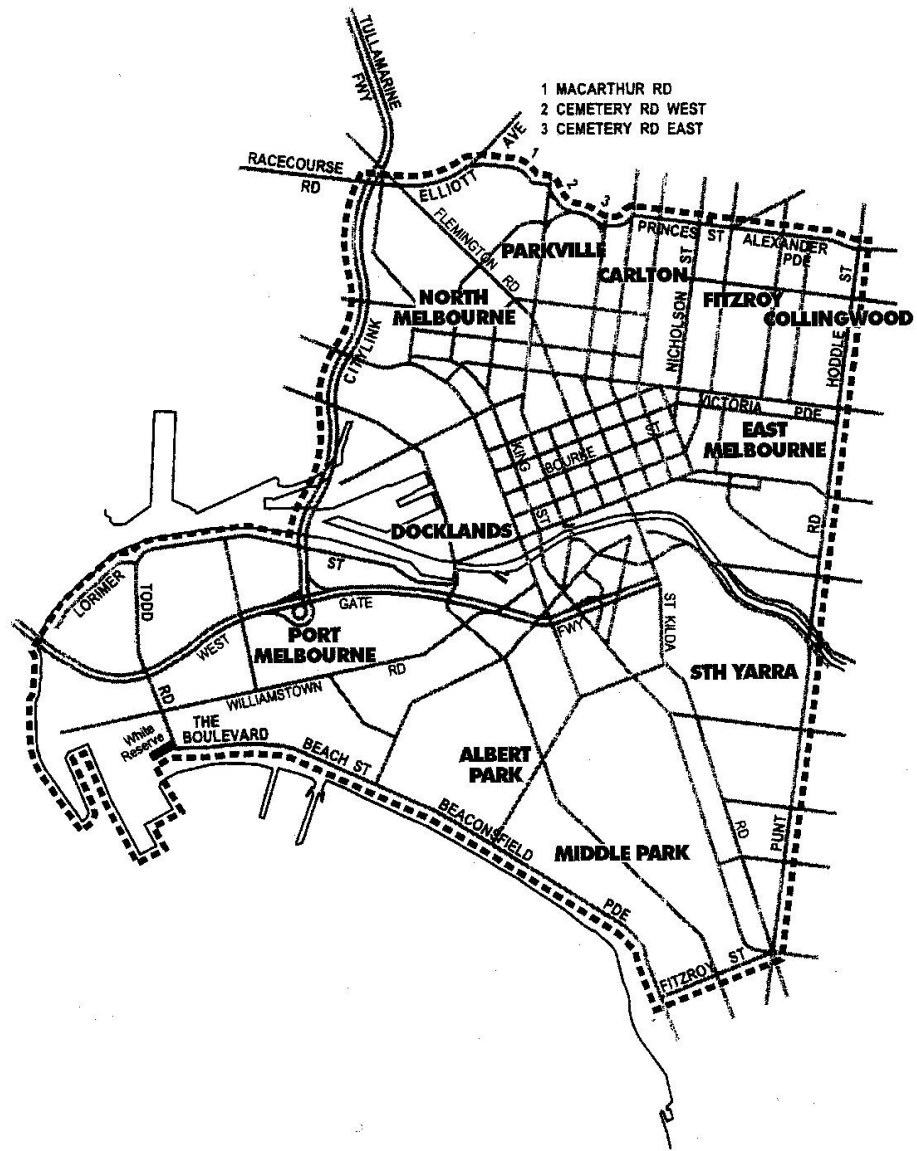 TULLAMARINE
FWY
1 MACARTHUR RD
2 CEMETERY RD WEST
3 CEMETERY RD EAST
RACECOURSE
RD
ELLIOTT
AVE
1
2
3
FLEMINGTON
RD
PARKVILLE
PRINCES ST
ALEXANDER
PDE
CARLTON
NICHOLSON
ST
FITZROY
COLLINGWOOD
HODDLE
ST
NORTH
MELBOURNE
CITYLINK
VICTORIA PDE
EAST
MELBOURNE
KING
ST
BOURKE
ST
RD
DOCKLANDS
LORIMER
ST
TODD
RD
WEST
GATE
FWY
PORT
MELBOURNE
ST KILDA
RD
STH YARRA
WILLIAMSTOWN
RD
White
Reserve
THE
BOULEVARD
BEACH ST
ALBERT
PARK
BEACONSFIELD
PDE
MIDDLE PARK
PUNT
FITZROY ST